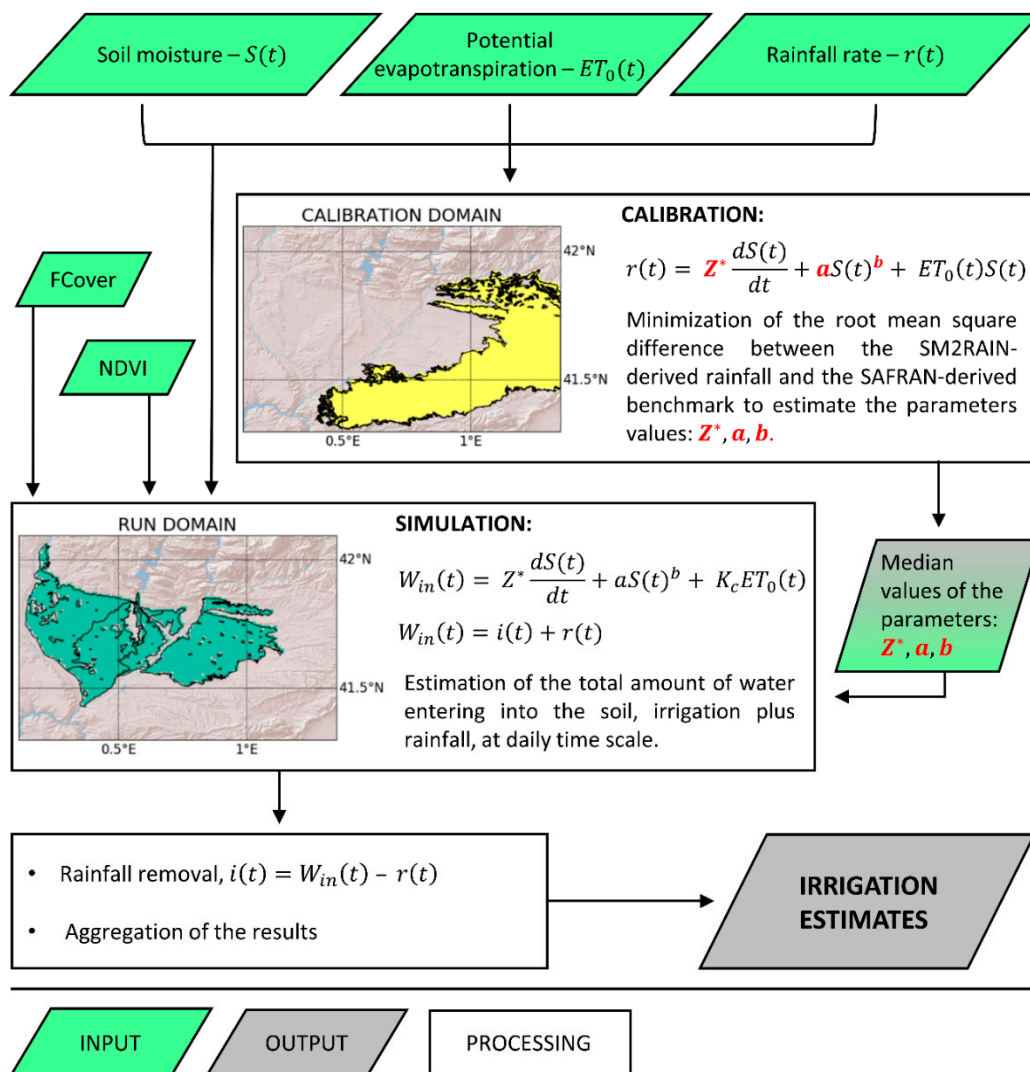 Soil moisture – S(t)
Potential
evapotranspiration – ET₀(t)
Rainfall rate – r(t)
FCover
NDVI
CALIBRATION DOMAIN
42°N
41.5°N
0.5°E
1°E
CALIBRATION:
r(t) = Z* dS(t)/dt + aS(t)^b + ET₀(t)S(t)
Minimization of the root mean square
difference between the SM2RAIN-
derived rainfall and the SAFRAN-derived
benchmark to estimate the parameters
values: Z*, a, b.
RUN DOMAIN
42°N
41.5°N
0.5°E
1°E
SIMULATION:
W_in(t) = Z* dS(t)/dt + aS(t)^b + K_cET₀(t)
W_in(t) = i(t) + r(t)
Estimation of the total amount of water
entering into the soil, irrigation plus
rainfall, at daily time scale.
Median
values of the
parameters:
Z*, a, b
• Rainfall removal, i(t) = W_in(t) – r(t)
• Aggregation of the results
IRRIGATION
ESTIMATES
INPUT
OUTPUT
PROCESSING